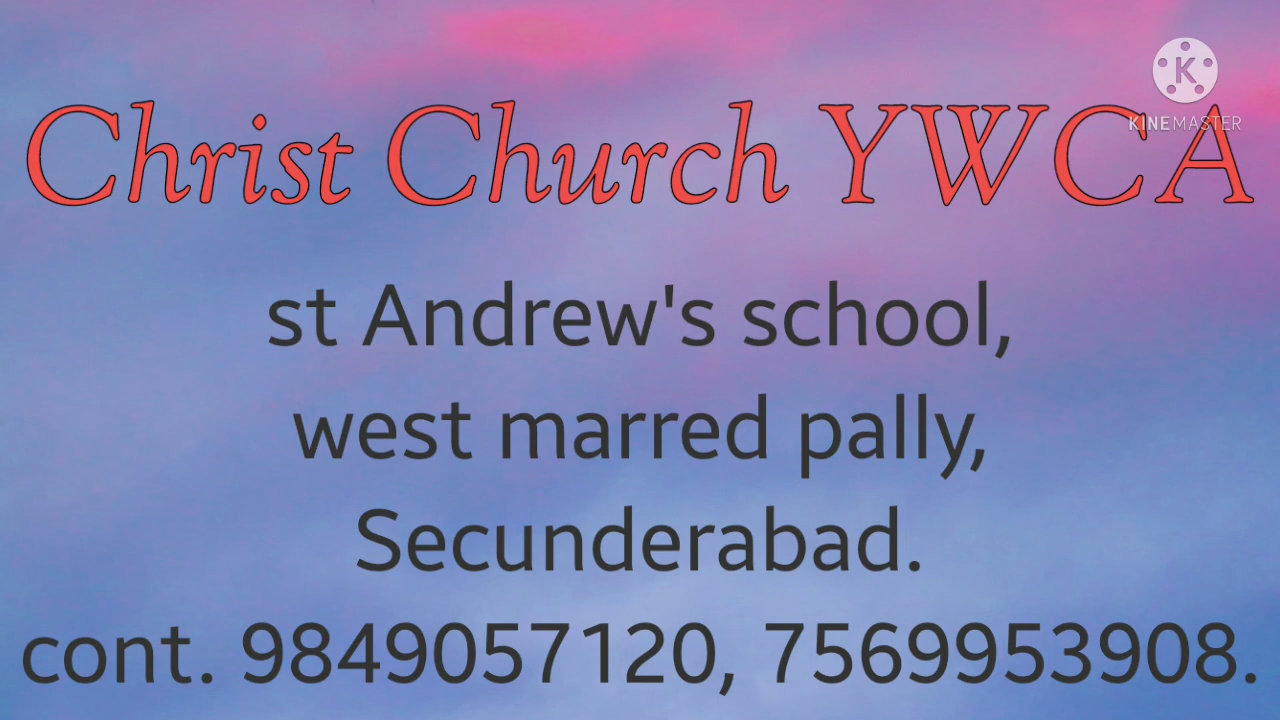 KINEMASTER
Christ Church YWCA
st Andrew's school,
west marred pally,
Secunderabad.
cont. 9849057120, 7569953908.